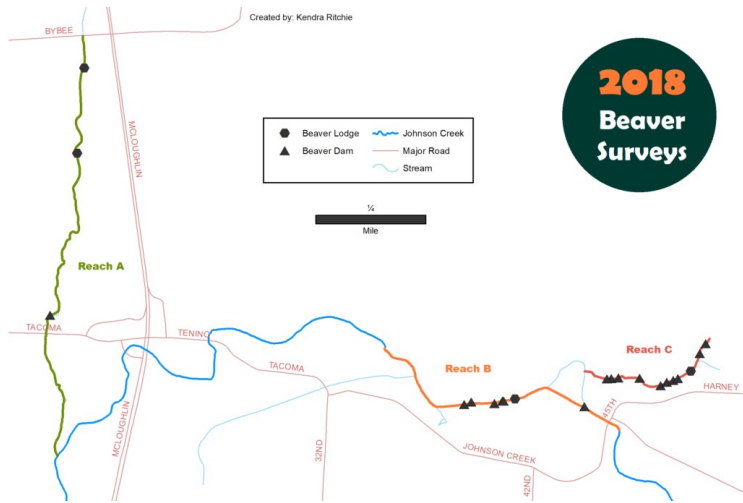 Created by: Kendra Ritchie
BYBEE
2018
Beaver
Surveys
Beaver Lodge
Johnson Creek
Beaver Dam
Major Road
Stream
MCLOUGHLIN
¼
Mile
Reach A
TACOMA
TENINO
Reach C
TACOMA
Reach B
HARNEY
45TH
MCLOUGHLIN
32ND
JOHNSON CREEK
42ND